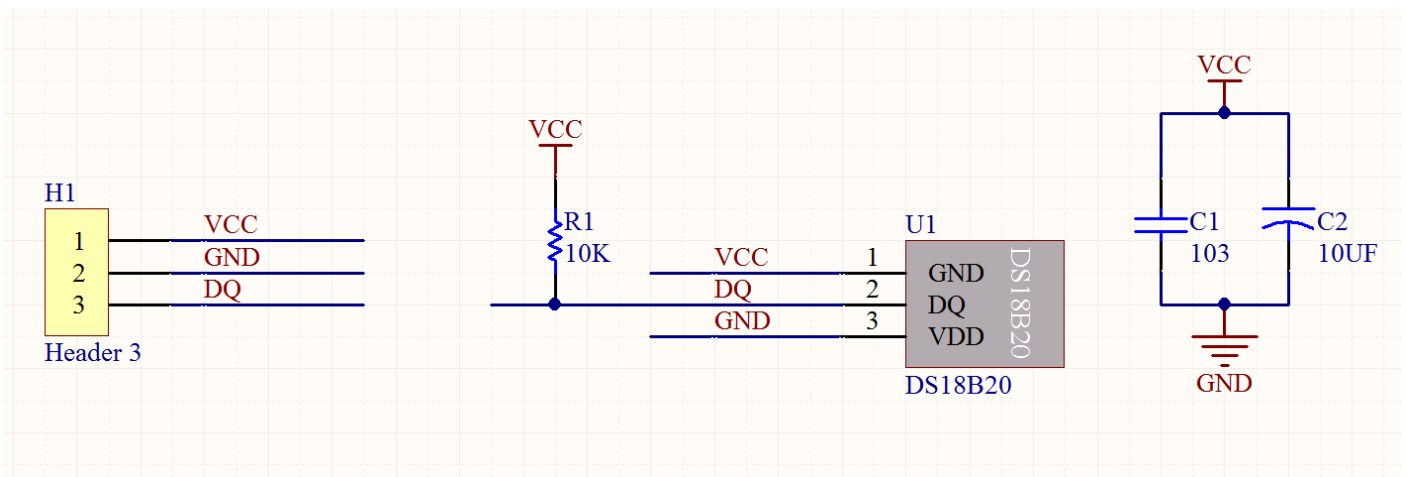 H1
1
2
3
VCC
GND
DQ
Header 3
VCC
R1
10K
VCC
DQ
GND
1
2
3
U1
GND
DQ
VDD
DS18B20
DS18B20
VCC
C1
103
C2
10UF
GND